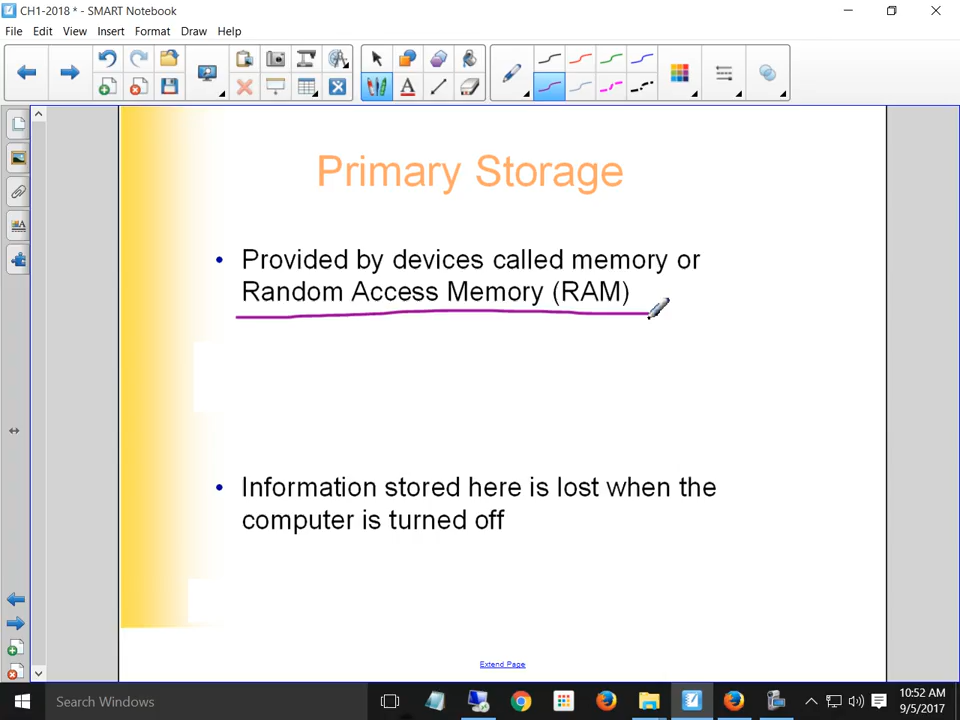 CH1-2018 * - SMART Notebook
File Edit View Insert Format Draw Help
Primary Storage
• Provided by devices called memory or
Random Access Memory (RAM)
• Information stored here is lost when the
computer is turned off
Extend Page
Search Windows
10:52 AM
9/5/2017